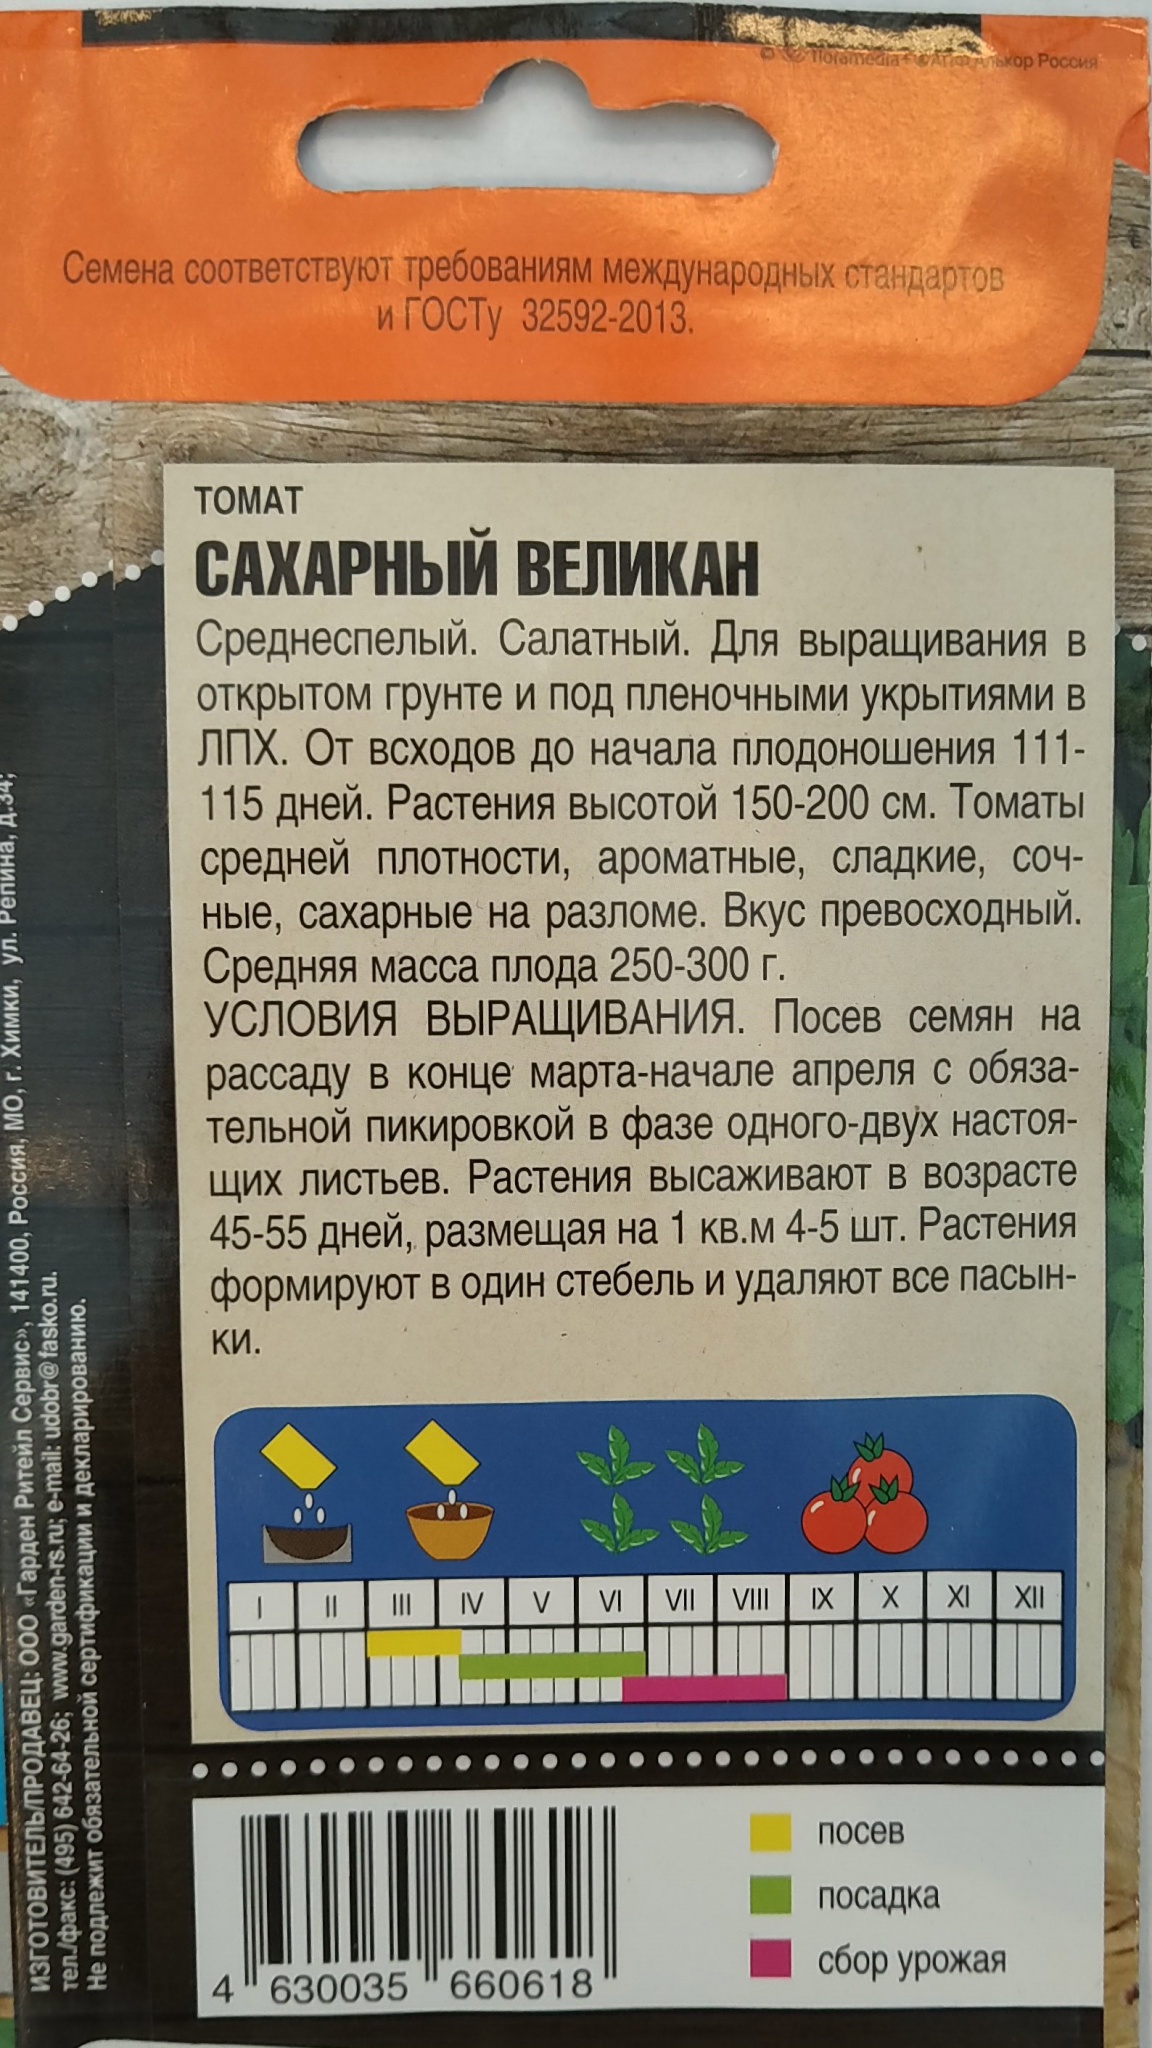 © floramedia + ©АПФ Алькор Россия
Семена соответствуют требованиям международных стандартов
и ГОСТу 32592-2013.
ТОМАТ
САХАРНЫЙ ВЕЛИКАН
Среднеспелый. Салатный. Для выращивания в
открытом грунте и под пленочными укрытиями в
ЛПХ. От всходов до начала плодоношения 111-
115 дней. Растения высотой 150-200 см. Томаты
средней плотности, ароматные, сладкие, соч-
ные, сахарные на разломе. Вкус превосходный.
Средняя масса плода 250-300 г.
УСЛОВИЯ ВЫРАЩИВАНИЯ. Посев семян на
рассаду в конце марта-начале апреля с обяза-
тельной пикировкой в фазе одного-двух настоя-
щих листьев. Растения высаживают в возрасте
45-55 дней, размещая на 1 кв.м 4-5 шт. Растения
формируют в один стебель и удаляют все пасын-
ки.
I II III IV V VI VII VIII IX X XI XII
посев
посадка
сбор урожая
4 630035 660618
ИЗГОТОВИТЕЛЬ/ПРОДАВЕЦ: ООО «Гарден Ритейл Сервис», 141400, Россия, МО, г. Химки, ул. Репина, д.34;
тел./факс: (495) 642-64-26; www.garden-rs.ru; e-mail: udobr@fasko.ru.
Не подлежит обязательной сертификации и декларированию.